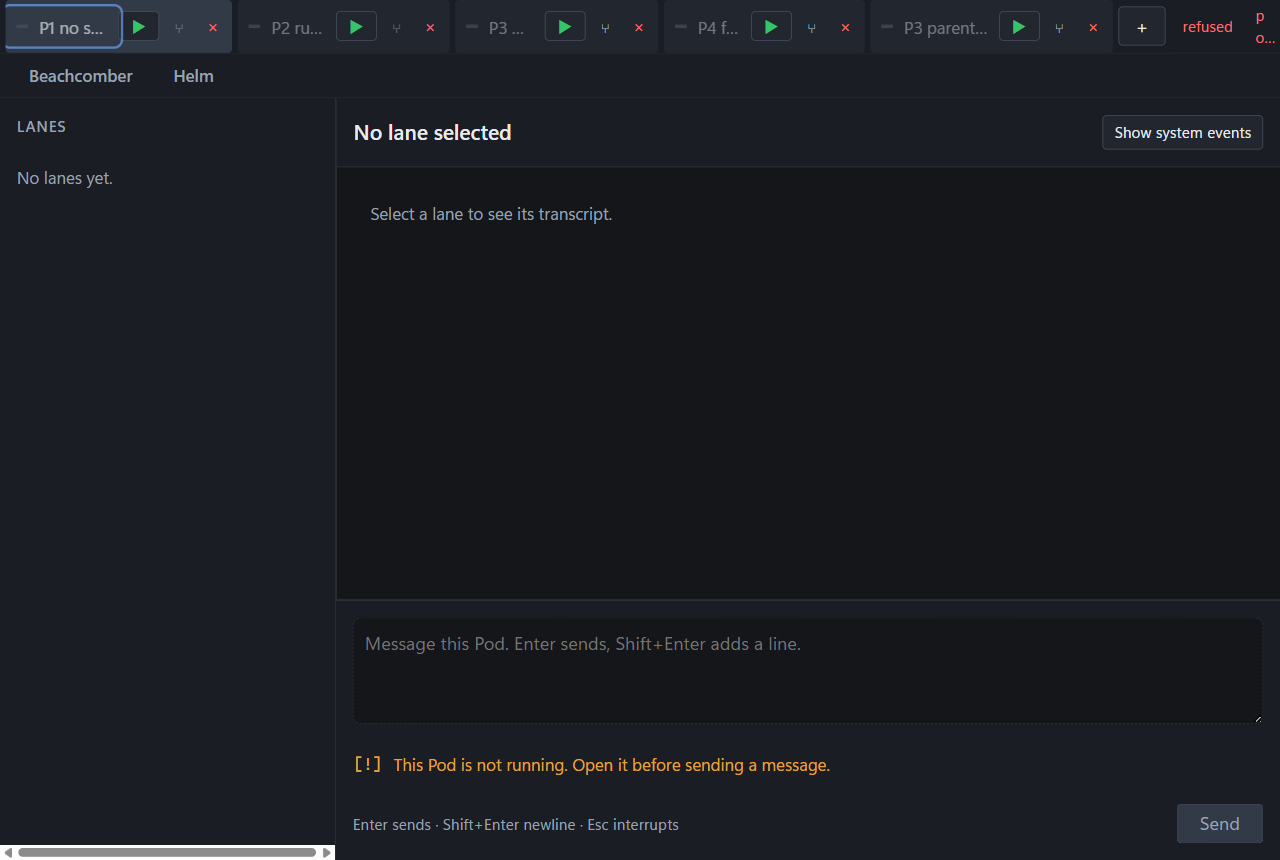 P1 no s...
P2 ru...
P3 ...
P4 f...
P3 parent...
+
refused
p
o...
Beachcomber
Helm
LANES
No lane selected
Show system events
No lanes yet.
Select a lane to see its transcript.
Message this Pod. Enter sends, Shift+Enter adds a line.
[!] This Pod is not running. Open it before sending a message.
Enter sends · Shift+Enter newline · Esc interrupts
Send